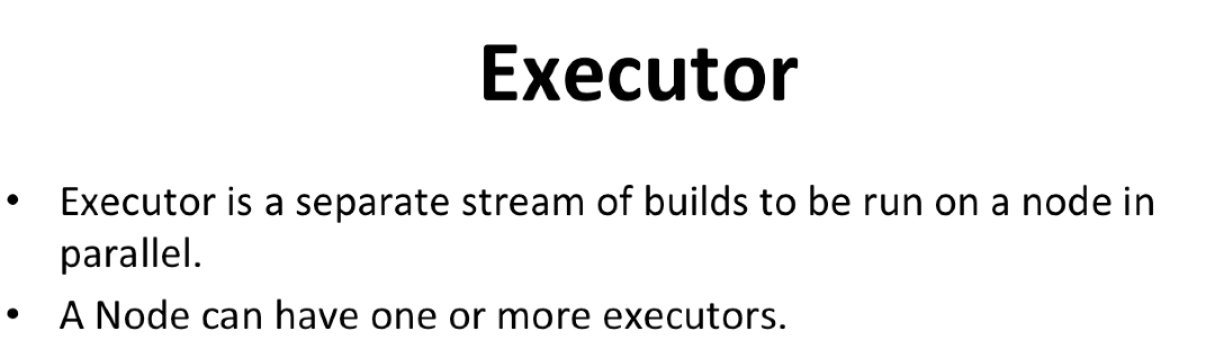 Executor
• Executor is a separate stream of builds to be run on a node in
parallel.
• A Node can have one or more executors.